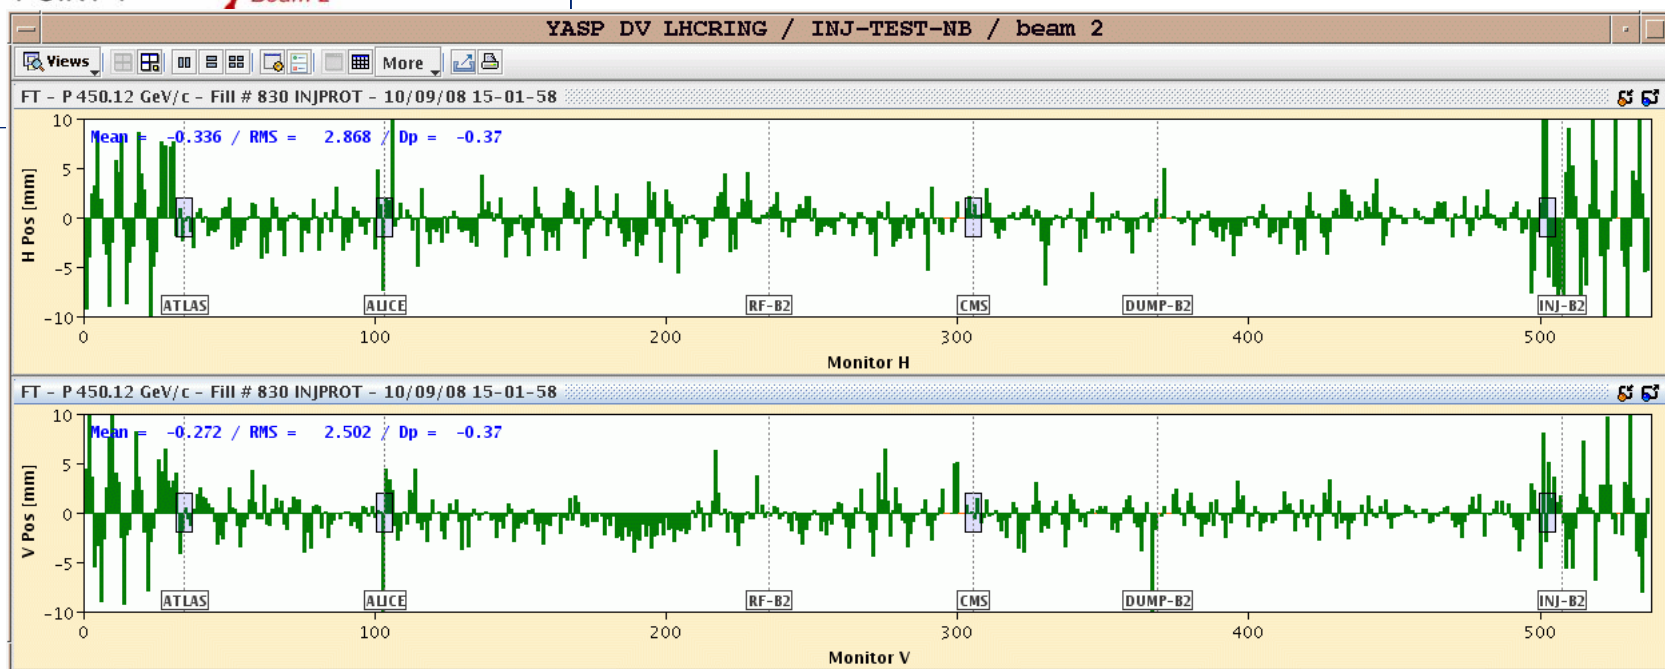 Beam 2
YASP DV LHCRING / INJ-TEST-NB / beam 2
Views More
FT - P 450.12 GeV/c - Fill # 830 INJPROT - 10/09/08 15-01-58
Mean = -0.336 / RMS = 2.868 / Dp = -0.37
H Pos [mm]
10
5
0
-5
-10
ATLAS ALICE RF-B2 CMS DUMP-B2 INJ-B2
0 100 200 300 400 500
Monitor H
FT - P 450.12 GeV/c - Fill # 830 INJPROT - 10/09/08 15-01-58
Mean = -0.272 / RMS = 2.502 / Dp = -0.37
V Pos [mm]
10
5
0
-5
-10
ATLAS ALICE RF-B2 CMS DUMP-B2 INJ-B2
0 100 200 300 400 500
Monitor V